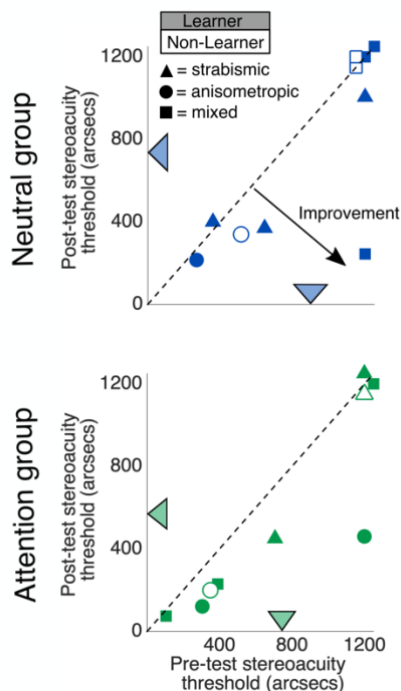 Learner
Non-Learner
▲ = strabismic
● = anisometropic
■ = mixed
Neutral group
Post-test stereoacuity
threshold (arcsecs)
1200
800
400
0
Improvement
Attention group
Post-test stereoacuity
threshold (arcsecs)
1200
800
400
0
400 800 1200
Pre-test stereoacuity
threshold (arcsecs)